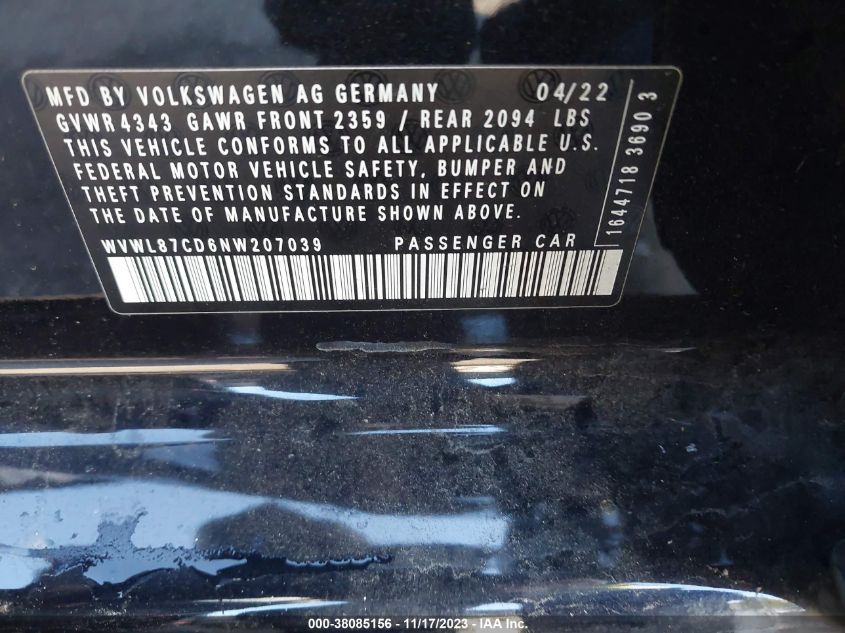 MFD BY VOLKSWAGEN AG GERMANY 04/22
GVWR 4343 GAWR FRONT 2359 / REAR 2094 LBS
THIS VEHICLE CONFORMS TO ALL APPLICABLE U.S.
FEDERAL MOTOR VEHICLE SAFETY, BUMPER AND
THEFT PREVENTION STANDARDS IN EFFECT ON
THE DATE OF MANUFACTURE SHOWN ABOVE.
WVWL87CD6NW207039 PASSENGER CAR
1644718 36903
000-38085156 - 11/17/2023 - IAA Inc.